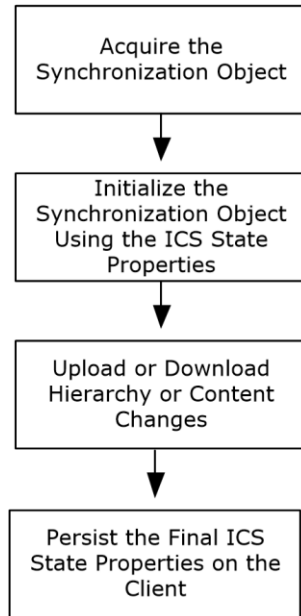 Acquire the
Synchronization Object
Initialize the
Synchronization Object
Using the ICS State
Properties
Upload or Download
Hierarchy or Content
Changes
Persist the Final ICS
State Properties on the
Client